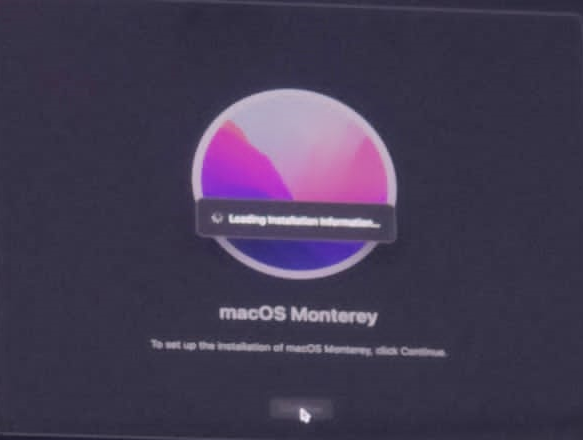 Loading installation information...
macOS Monterey
To set up the installation of macOS Monterey, click Continue.